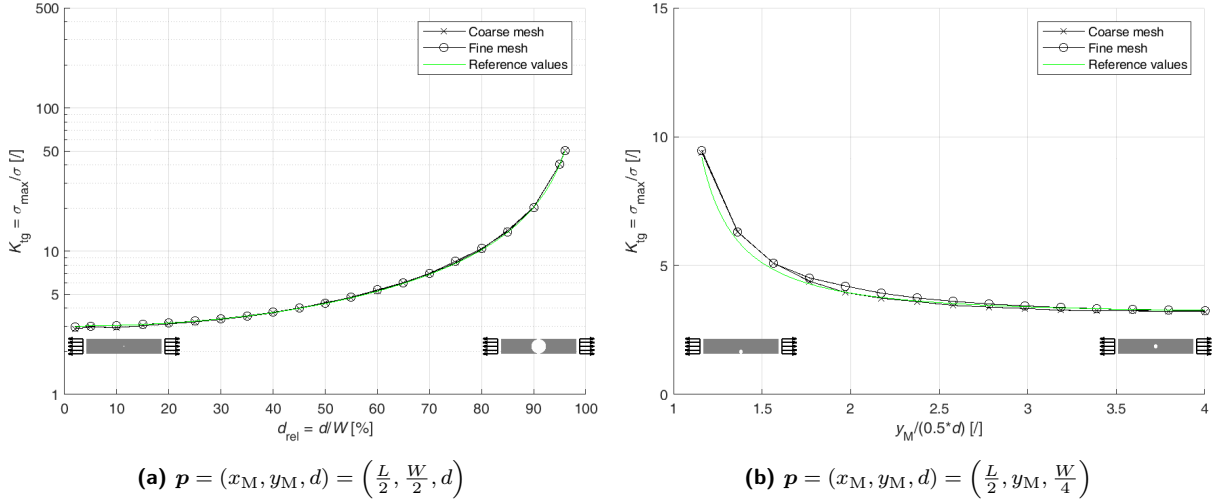 500
100
50
10
5
1
K_tg = σ_max/σ [/]
Coarse mesh
Fine mesh
Reference values
0 10 20 30 40 50 60 70 80 90 100
d_rel = d/W [%]
(a) p = (x_M, y_M, d) = (L/2, W/2, d)
15
10
5
0
K_tg = σ_max/σ [/]
Coarse mesh
Fine mesh
Reference values
1 1.5 2 2.5 3 3.5 4
y_M/(0.5*d) [/]
(b) p = (x_M, y_M, d) = (L/2, y_M, W/4)